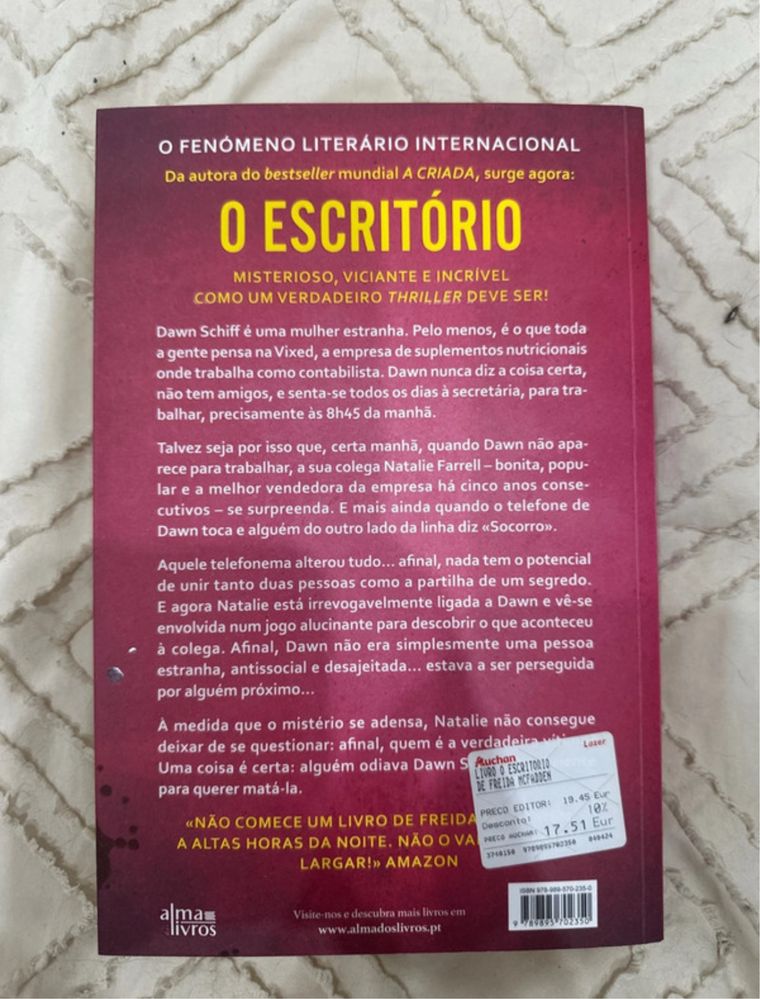 O FENÓMENO LITERÁRIO INTERNACIONAL
Da autora do bestseller mundial A CRIADA, surge agora:
O ESCRITÓRIO
MISTERIOSO, VICIANTE E INCRÍVEL
COMO UM VERDADEIRO THRILLER DEVE SER!
Dawn Schiff é uma mulher estranha. Pelo menos, é o que toda
a gente pensa na Vixed, a empresa de suplementos nutricionais
onde trabalha como contabilista. Dawn nunca diz a coisa certa,
não tem amigos, e senta-se todos os dias à secretária, para tra-
balhar, precisamente às 8h45 da manhã.
Talvez seja por isso que, certa manhã, quando Dawn não apa-
rece para trabalhar, a sua colega Natalie Farrell – bonita, popu-
lar e a melhor vendedora da empresa há cinco anos conse-
cutivos – se surpreenda. E mais ainda quando o telefone de
Dawn toca e alguém do outro lado da linha diz «Socorro».
Aquele telefonema alterou tudo... afinal, nada tem o potencial
de unir tanto duas pessoas como a partilha de um segredo.
E agora Natalie está irrevogavelmente ligada a Dawn e vê-se
envolvida num jogo alucinante para descobrir o que aconteceu
à colega. Afinal, Dawn não era simplesmente uma pessoa
estranha, antissocial e desajeitada... estava a ser perseguida
por alguém próximo...
À medida que o mistério se adensa, Natalie não consegue
deixar de se questionar: afinal, quem é a verdadeira
Uma coisa é certa: alguém odiava Dawn
para querer matá-la.
«NÃO COMECE UM LIVRO DE FREIDA
A ALTAS HORAS DA NOITE. NÃO O
LARGAR!» AMAZON
Auchan Lazer
LIVRO O ESCRITORIO
DE FREIDA MCFADDEN
PRECO EDITOR: 19.45 Eur
Desconto: 10%
PRECO AUCHAN: 17.51 Eur
3740150 9789895702350 040424
alma livros
Visite-nos e descubra mais livros em
www.almadoslivros.pt
ISBN 978-989-570-235-0
9 789895 702350